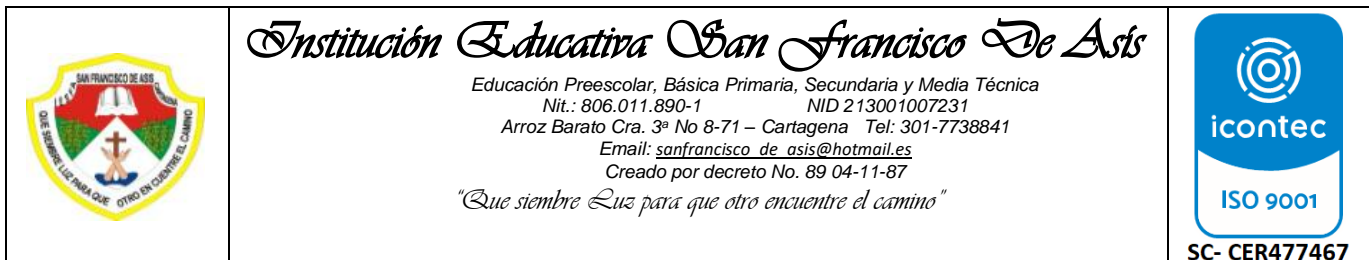 SAN FRANCISCO DE ASIS
QUE SIEMBRE LUZ PARA QUE OTRO EN CUENTRE EL CAMINO
Institución Educativa San Francisco De Asís
Educación Preescolar, Básica Primaria, Secundaria y Media Técnica
Nit.: 806.011.890-1 NID 213001007231
Arroz Barato Cra. 3ª No 8-71 – Cartagena Tel: 301-7738841
Email: sanfrancisco_de_asis@hotmail.es
Creado por decreto No. 89 04-11-87
“Que siembre Luz para que otro encuentre el camino”
icontec
ISO 9001
SC- CER477467